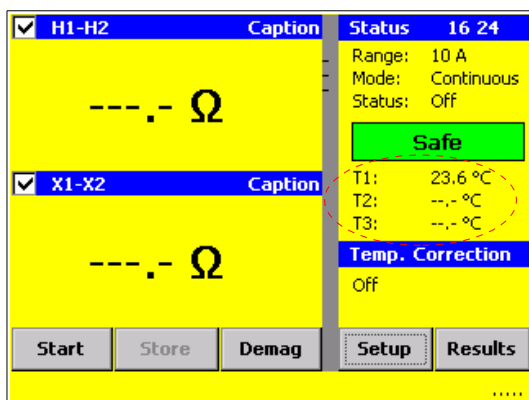 H1-H2 Caption
---.- Ω
X1-X2 Caption
---.- Ω
Start Store Demag
Status 16 24
Range: 10 A
Mode: Continuous
Status: Off
Safe
T1: 23.6 °C
T2: --.- °C
T3: --.- °C
Temp. Correction
Off
Setup Results
.....